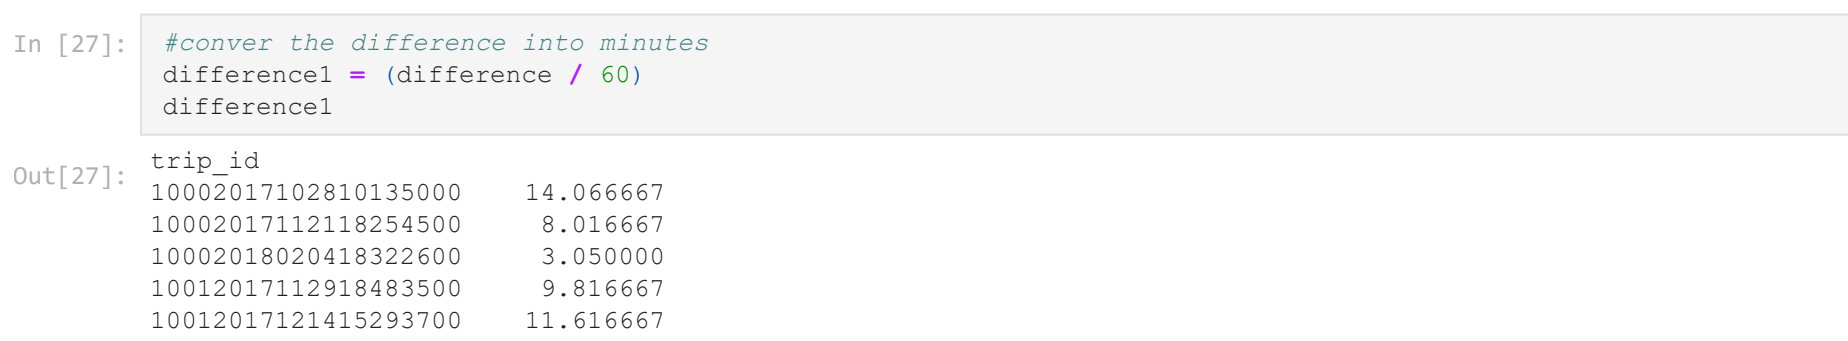 In [27]:
#conver the difference into minutes
difference1 = (difference / 60)
difference1
Out[27]:
trip_id
10002017102810135000 14.066667
10002017112118254500 8.016667
10002018020418322600 3.050000
10012017112918483500 9.816667
10012017121415293700 11.616667